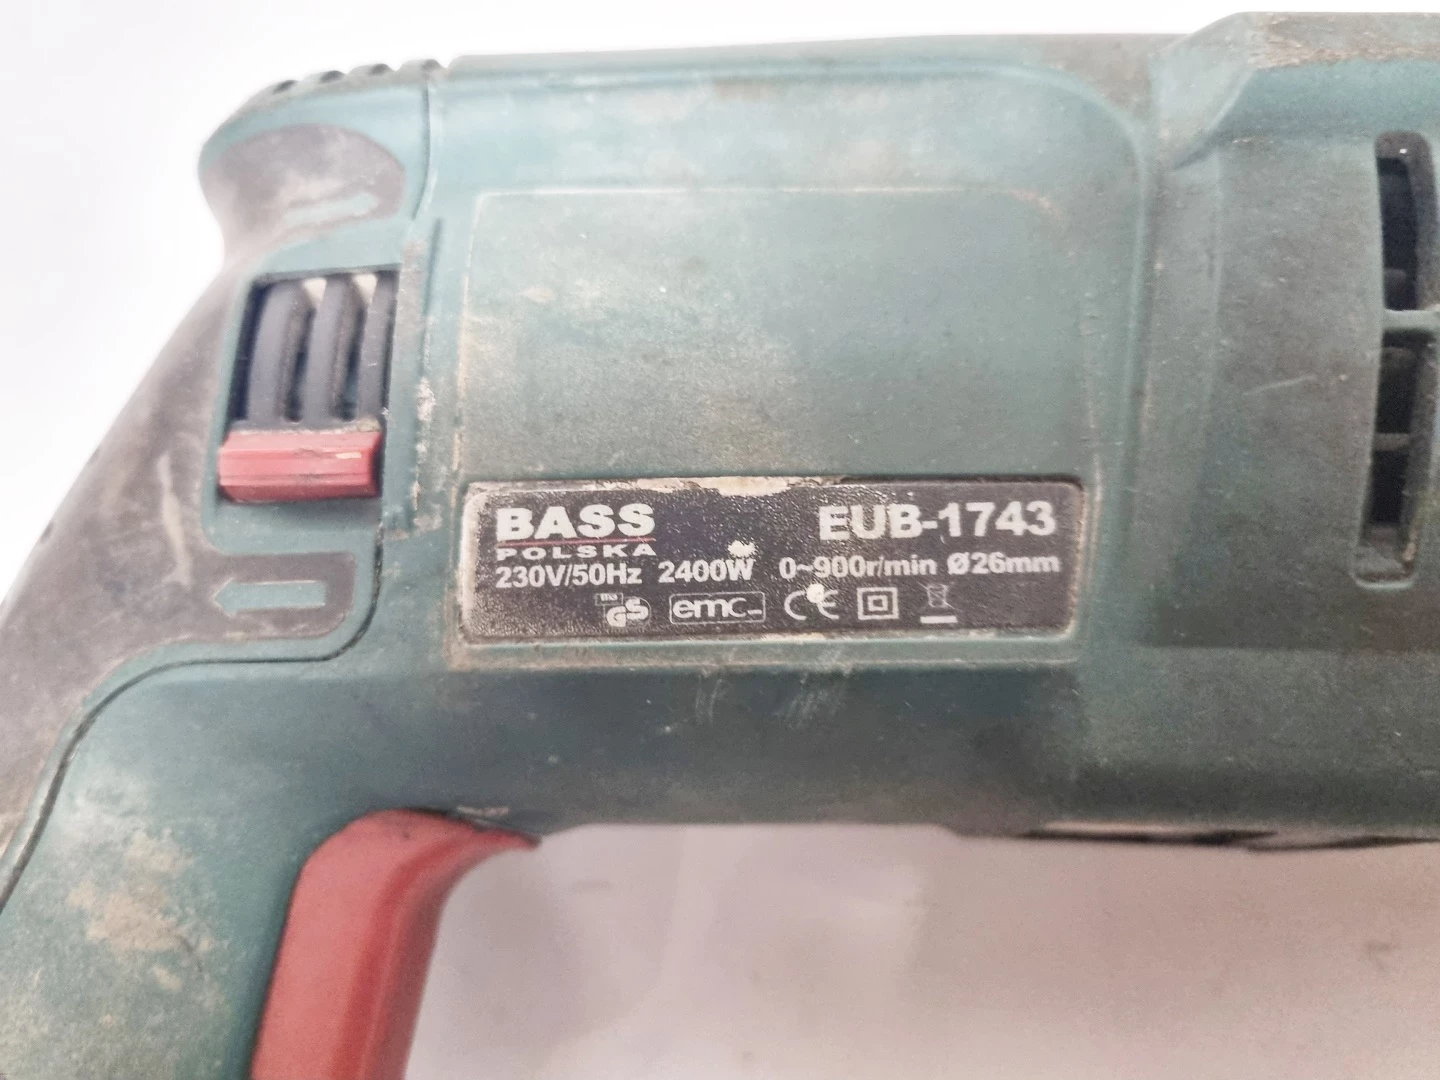 BASS EUB-1743
POLSKA
230V/50Hz 2400W 0~900r/min Ø26mm
GS emc CE